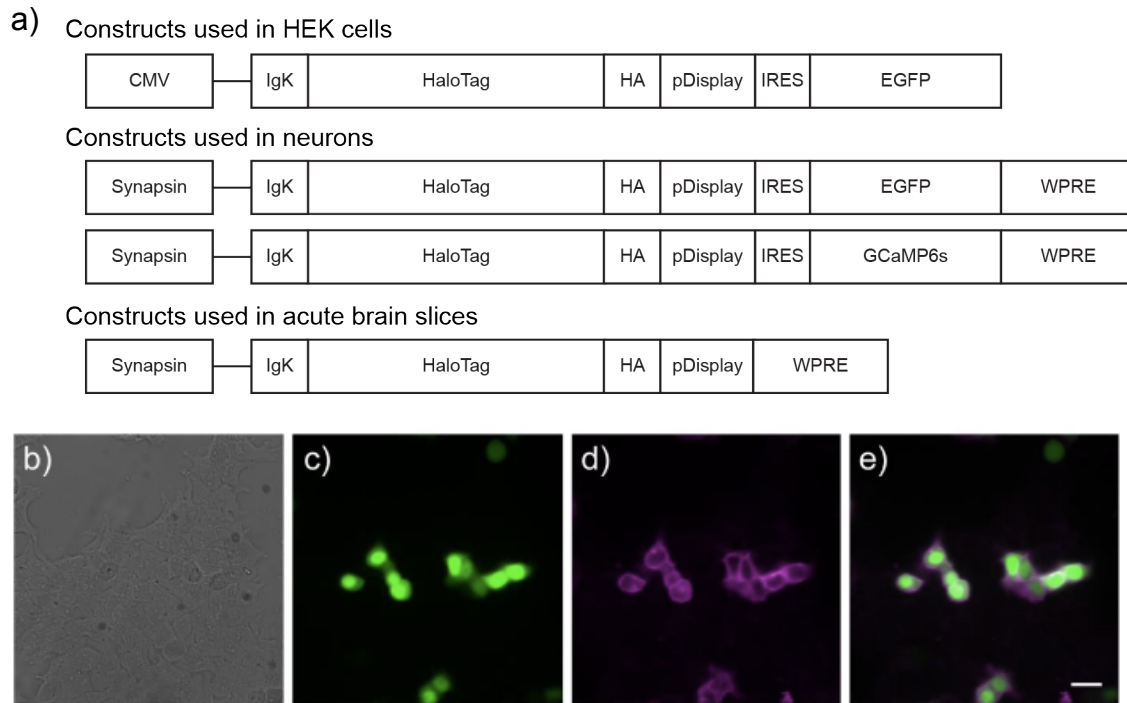 a)
Constructs used in HEK cells
CMV IgK HaloTag HA pDisplay IRES EGFP
Constructs used in neurons
Synapsin IgK HaloTag HA pDisplay IRES EGFP WPRE
Synapsin IgK HaloTag HA pDisplay IRES GCaMP6s WPRE
Constructs used in acute brain slices
Synapsin IgK HaloTag HA pDisplay WPRE
b) c) d) e)